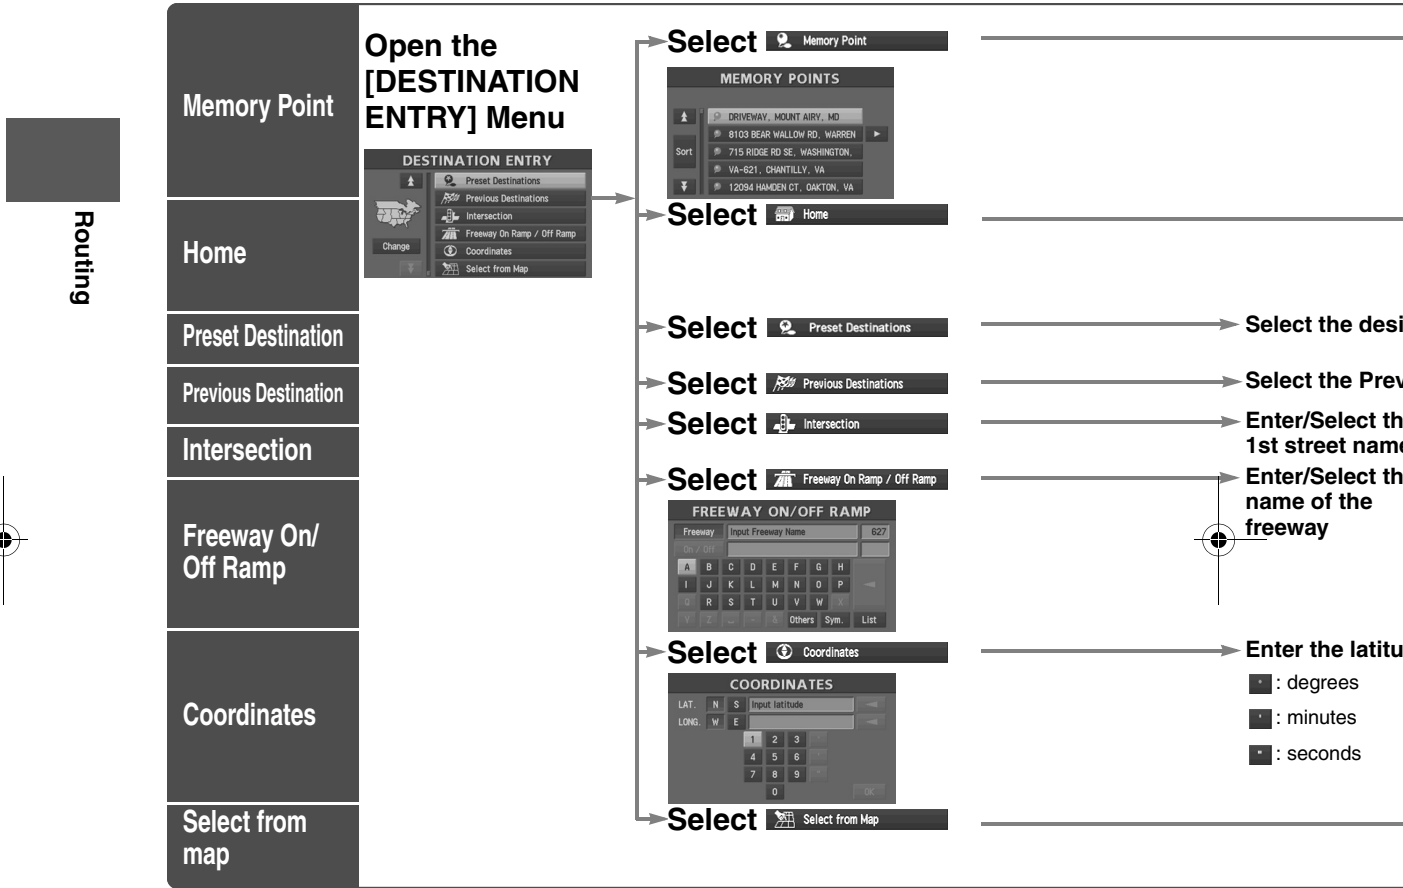 Routing
Memory Point
Home
Preset Destination
Previous Destination
Intersection
Freeway On/
Off Ramp
Coordinates
Select from
map
Open the
[DESTINATION
ENTRY] Menu
DESTINATION ENTRY
Preset Destinations
Previous Destinations
Intersection
Freeway On Ramp / Off Ramp
Coordinates
Select from Map
Change
Select Memory Point
MEMORY POINTS
Sort
DRIVEWAY, MOUNT AIRY, MD
8103 BEAR WALLOW RD, WARREN
715 RIDGE RD SE, WASHINGTON,
VA-621, CHANTILLY, VA
12094 HAMDEN CT, OAKTON, VA
Select Home
Select Preset Destinations
Select the desi
Select Previous Destinations
Select the Prev
Select Intersection
Enter/Select th
1st street name
Select Freeway On Ramp / Off Ramp
Enter/Select th
name of the
freeway
FREEWAY ON/OFF RAMP
Freeway Input Freeway Name 627
On / Off
A B C D E F G H
I J K L M N O P
Q R S T U V W X
Y Z - & Others Sym. List
Select Coordinates
Enter the latitu
° : degrees
' : minutes
" : seconds
COORDINATES
LAT. N S Input latitude
LONG. W E
1 2 3 °
4 5 6 '
7 8 9 "
0 OK
Select Select from Map